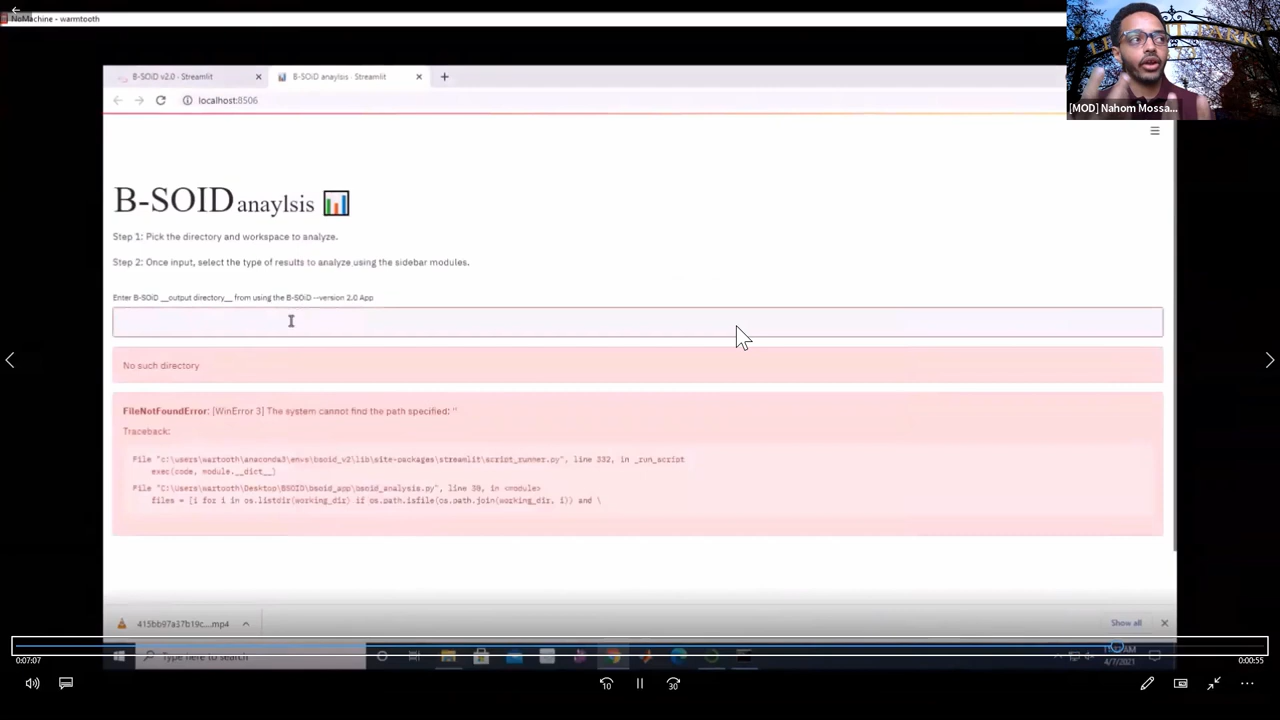 NoMachine - warmtooth
[MOD] Nahom Mossa...
B-SOiD v2.0 - Streamlit
B-SOiD anaylsis · Streamlit
localhost:8506
B-SOID anaylsis
Step 1: Pick the directory and workspace to analyze.
Step 2: Once input, select the type of results to analyze using the sidebar modules.
Enter B-SOiD __output directory__ from using the B-SOiD --version 2.0 App
No such directory
FileNotFoundError: [WinError 3] The system cannot find the path specified: ''
Traceback:
File "c:\users\wartooth\anaconda3\envs\bsoid_v2\lib\site-packages\streamlit\script_runner.py", line 332, in _run_script
exec(code, module.__dict__)
File "C:\Users\wartooth\Desktop\BSOID\bsoid_app\bsoid_analysis.py", line 30, in <module>
files = [i for i in os.listdir(working_dir) if os.path.isfile(os.path.join(working_dir, i)) and \
415bb97a37b19c....mp4
Show all
0:07:07
Type here to search
AM
4/7/2021
0:00:55
10
30